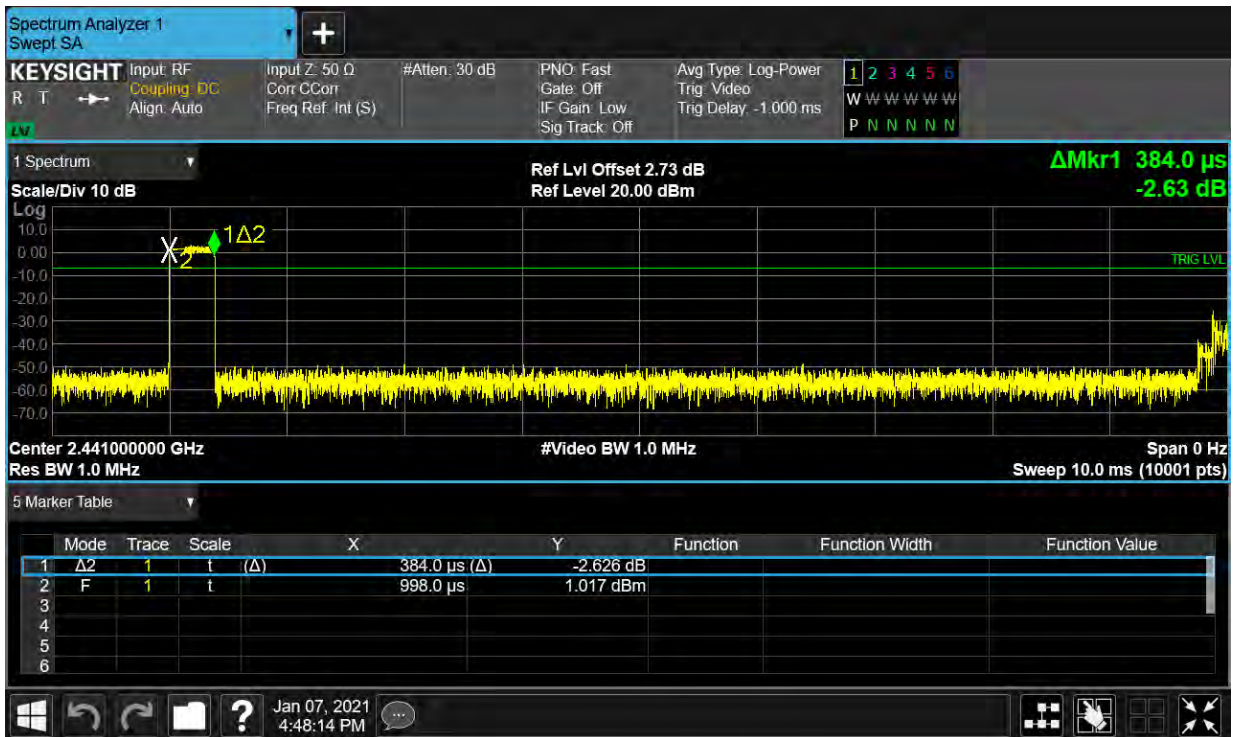 Spectrum Analyzer 1
Swept SA
KEYSIGHT Input: RF Input Z: 50 Ω #Atten: 30 dB PNO: Fast Avg Type: Log-Power 1 2 3 4 5 6
R T Coupling: DC Corr CCorr Gate: Off Trig: Video W W W W W W
Align: Auto Freq Ref: Int (S) IF Gain: Low Trig Delay: -1.000 ms
LXI Sig Track: Off P N N N N N
1 Spectrum Ref Lvl Offset 2.73 dB ΔMkr1 384.0 µs
Scale/Div 10 dB Ref Level 20.00 dBm -2.63 dB
Log
10.0 1Δ2
0.00 2 TRIG LVL
-10.0
-20.0
-30.0
-40.0
-50.0
-60.0
-70.0
Center 2.441000000 GHz #Video BW 1.0 MHz Span 0 Hz
Res BW 1.0 MHz Sweep 10.0 ms (10001 pts)
5 Marker Table
Mode Trace Scale X Y Function Function Width Function Value
1 Δ2 1 t (Δ) 384.0 µs (Δ) -2.626 dB
2 F 1 t 998.0 µs 1.017 dBm
3
4
5
6
? Jan 07, 2021
4:48:14 PM